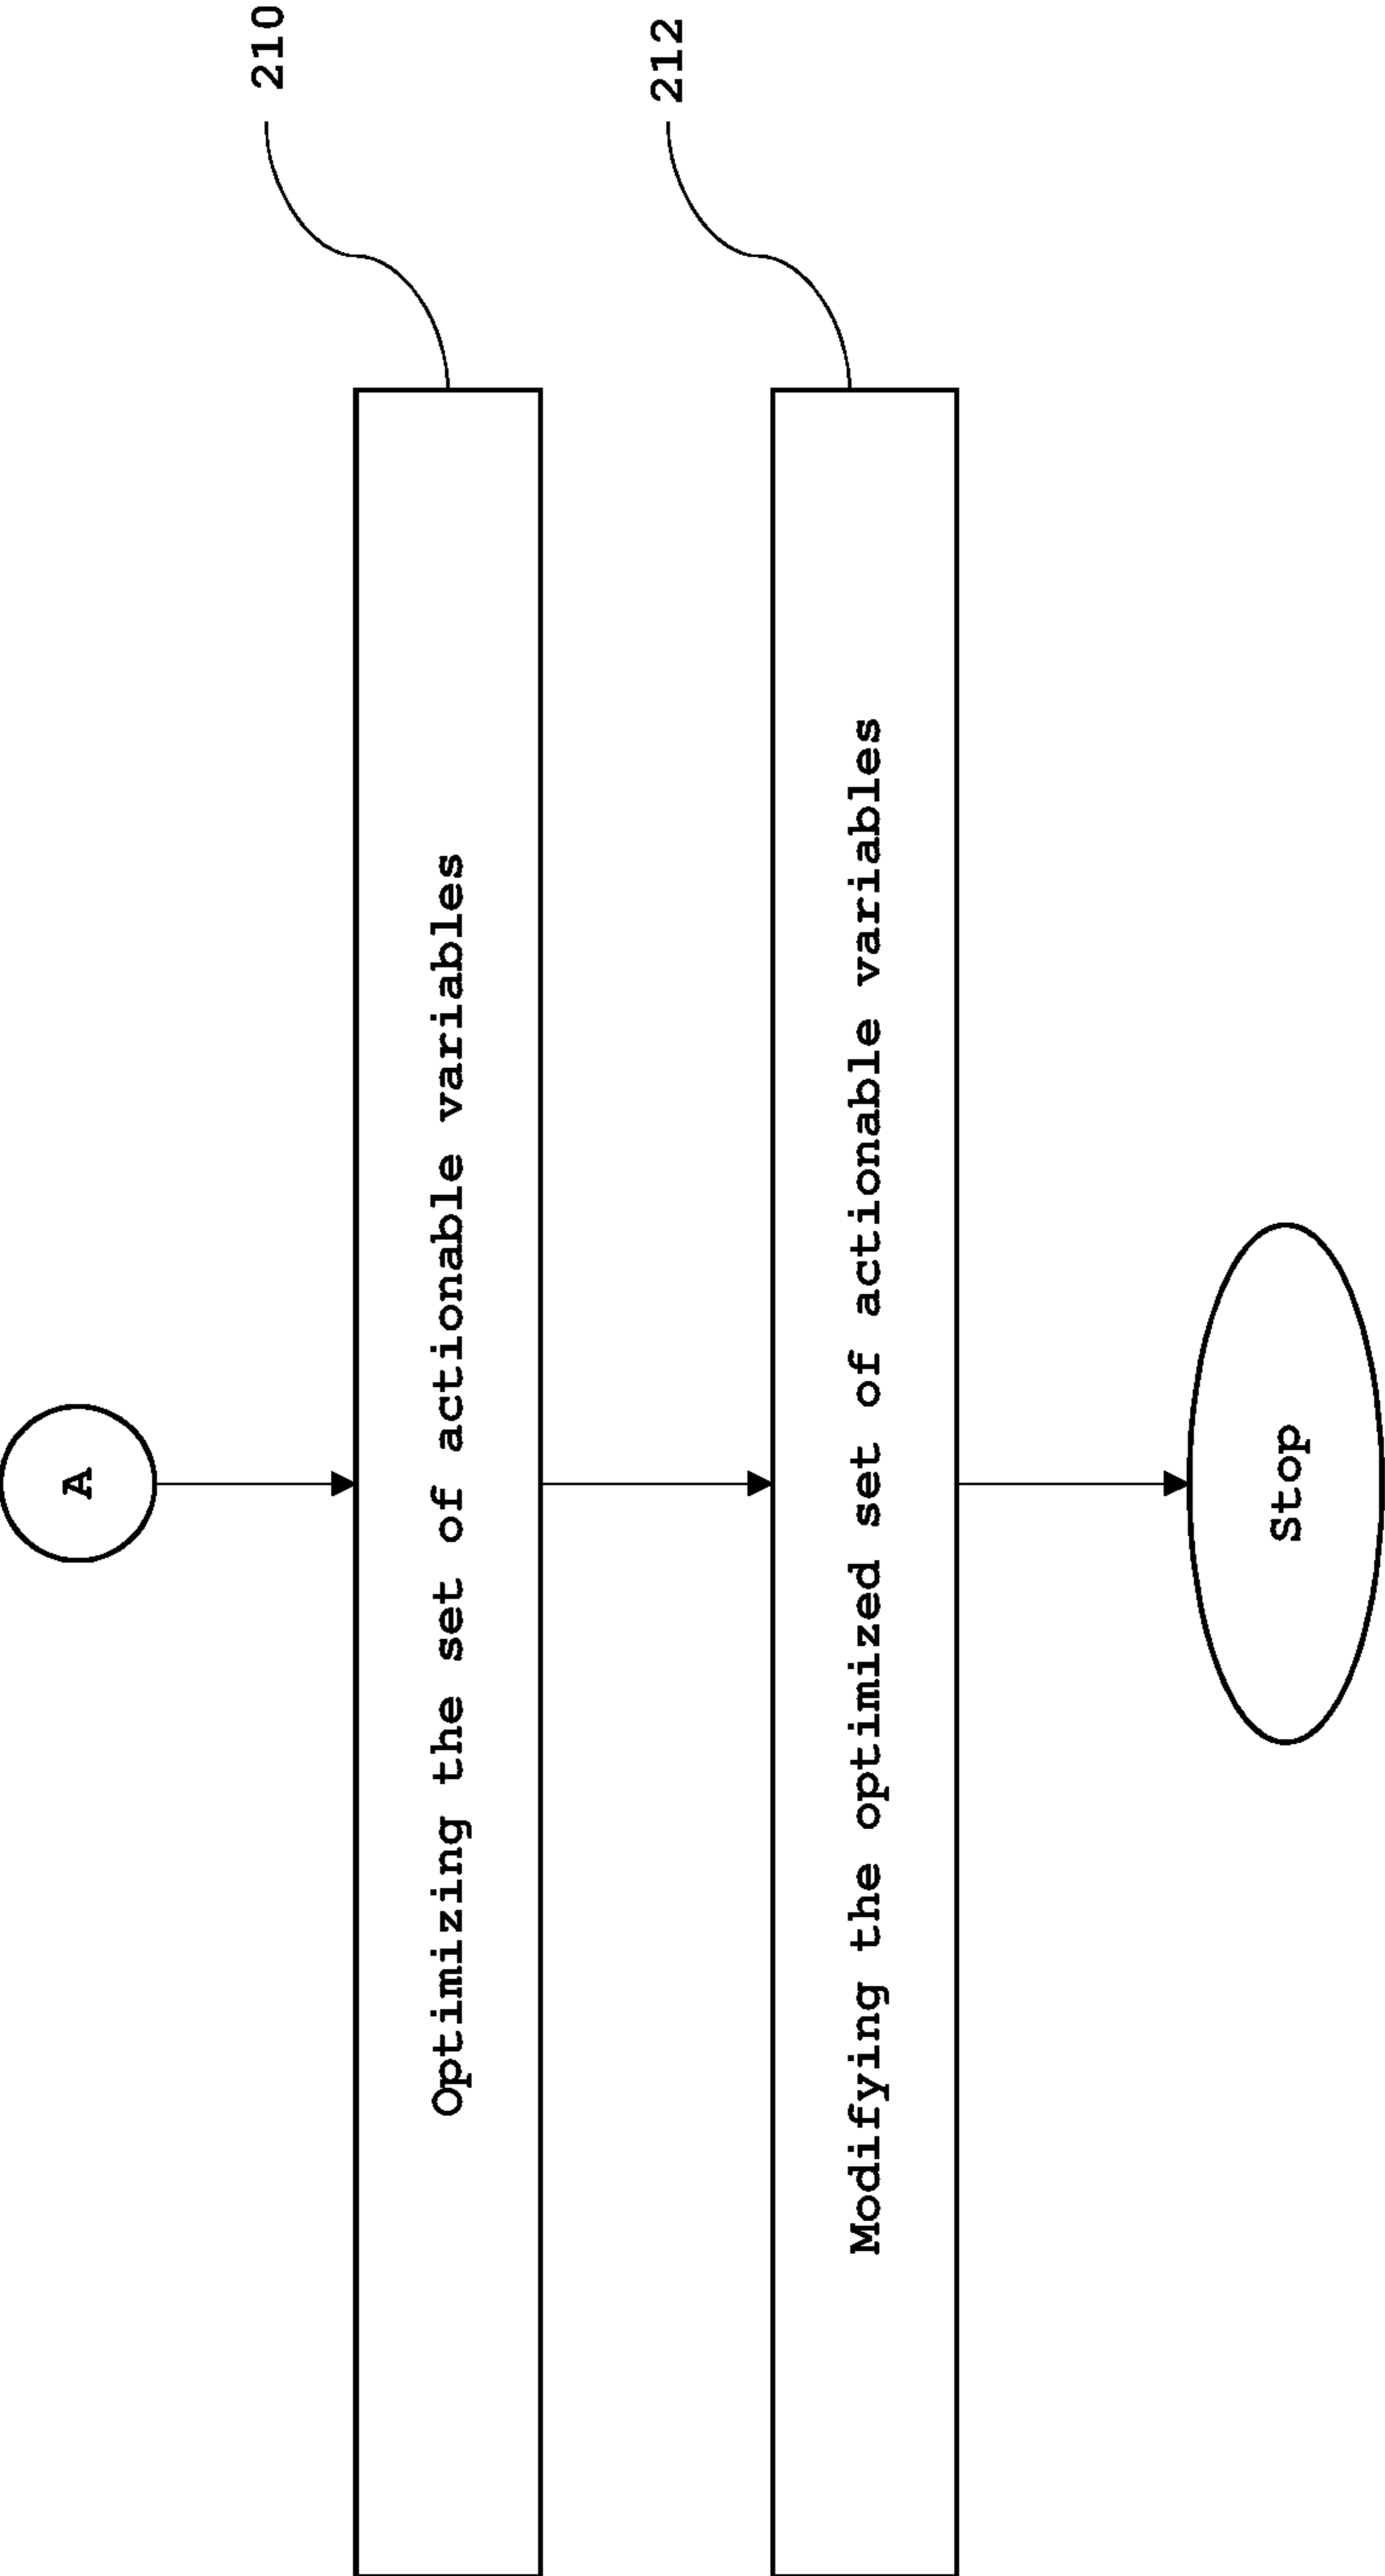 A
210
Optimizing the set of actionable variables
212
Modifying the optimized set of actionable variables
Stop